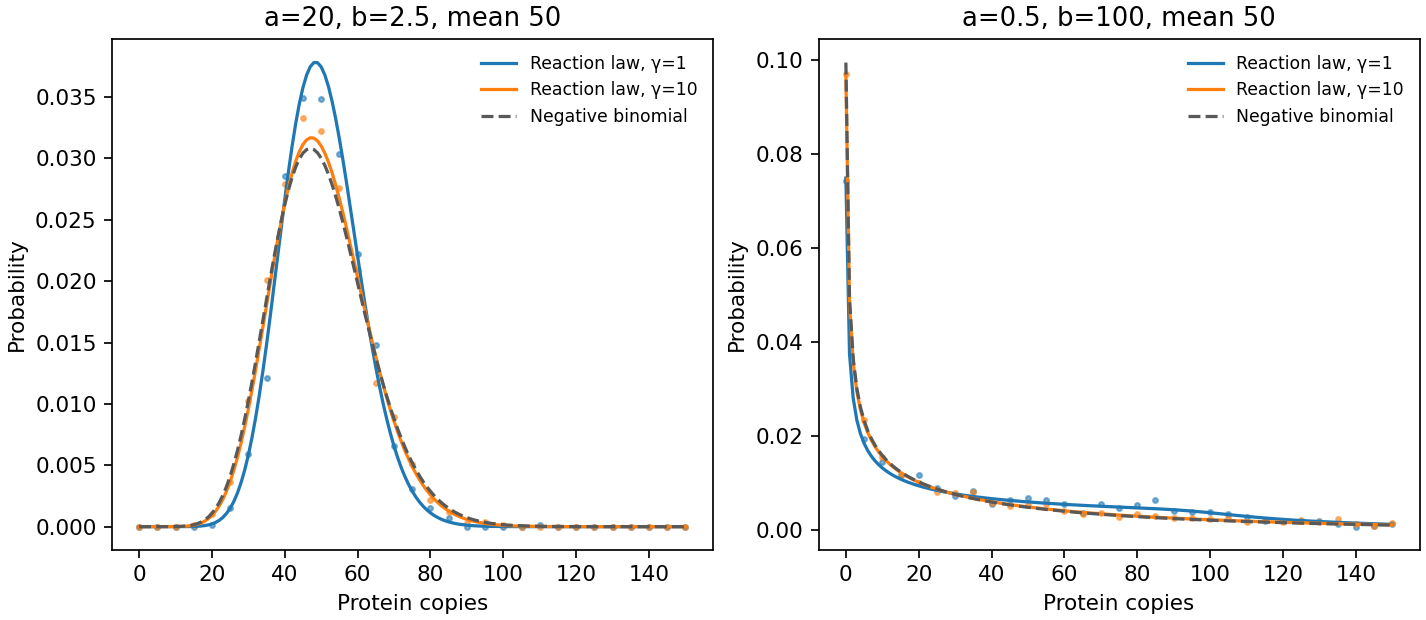 a=20, b=2.5, mean 50
Probability
0.035
0.030
0.025
0.020
0.015
0.010
0.005
0.000
Reaction law, γ=1
Reaction law, γ=10
Negative binomial
0 20 40 60 80 100 120 140
Protein copies
a=0.5, b=100, mean 50
Probability
0.10
0.08
0.06
0.04
0.02
0.00
Reaction law, γ=1
Reaction law, γ=10
Negative binomial
0 20 40 60 80 100 120 140
Protein copies